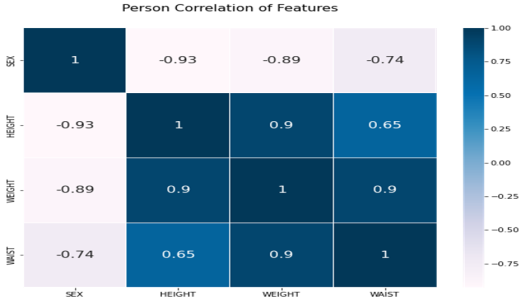 Person Correlation of Features
SEX 1 -0.93 -0.89 -0.74
HEIGHT -0.93 1 0.9 0.65
WEIGHT -0.89 0.9 1 0.9
WAIST -0.74 0.65 0.9 1
SEX HEIGHT WEIGHT WAIST
1.00
0.75
0.50
0.25
0.00
-0.25
-0.50
-0.75